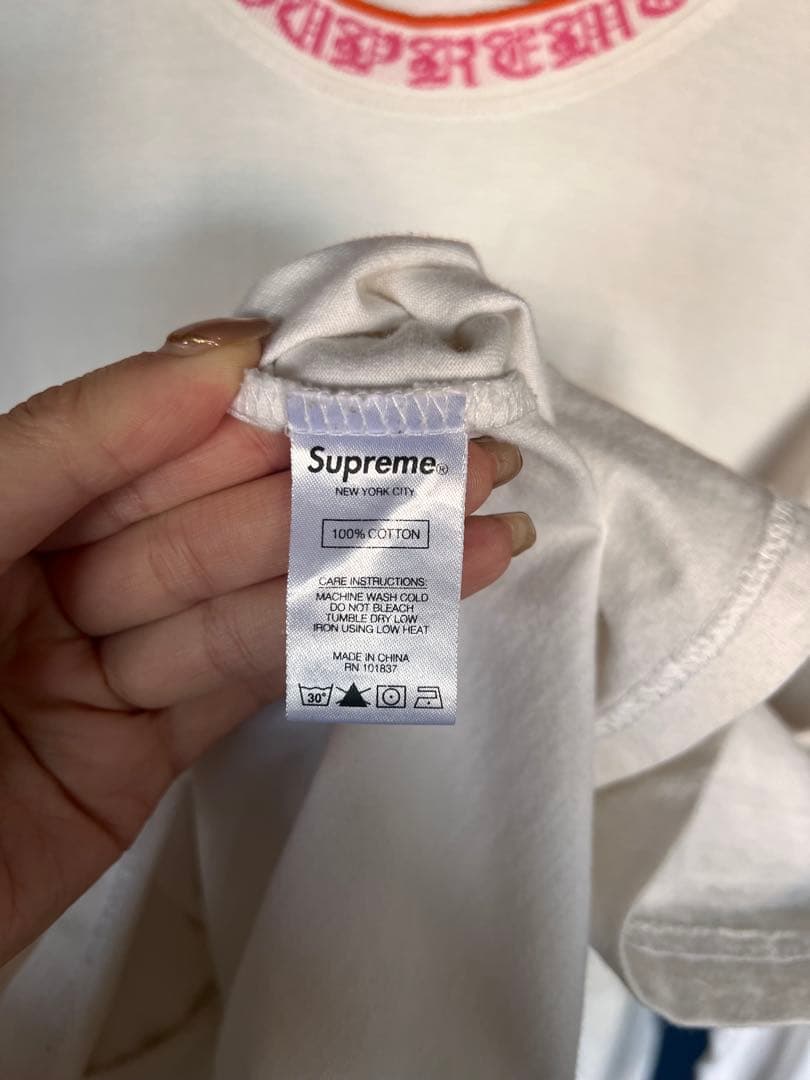 SUPREME
Supreme®
NEW YORK CITY
100% COTTON
CARE INSTRUCTIONS:
MACHINE WASH COLD
DO NOT BLEACH
TUMBLE DRY LOW
IRON USING LOW HEAT
MADE IN CHINA
RN 101837
30°